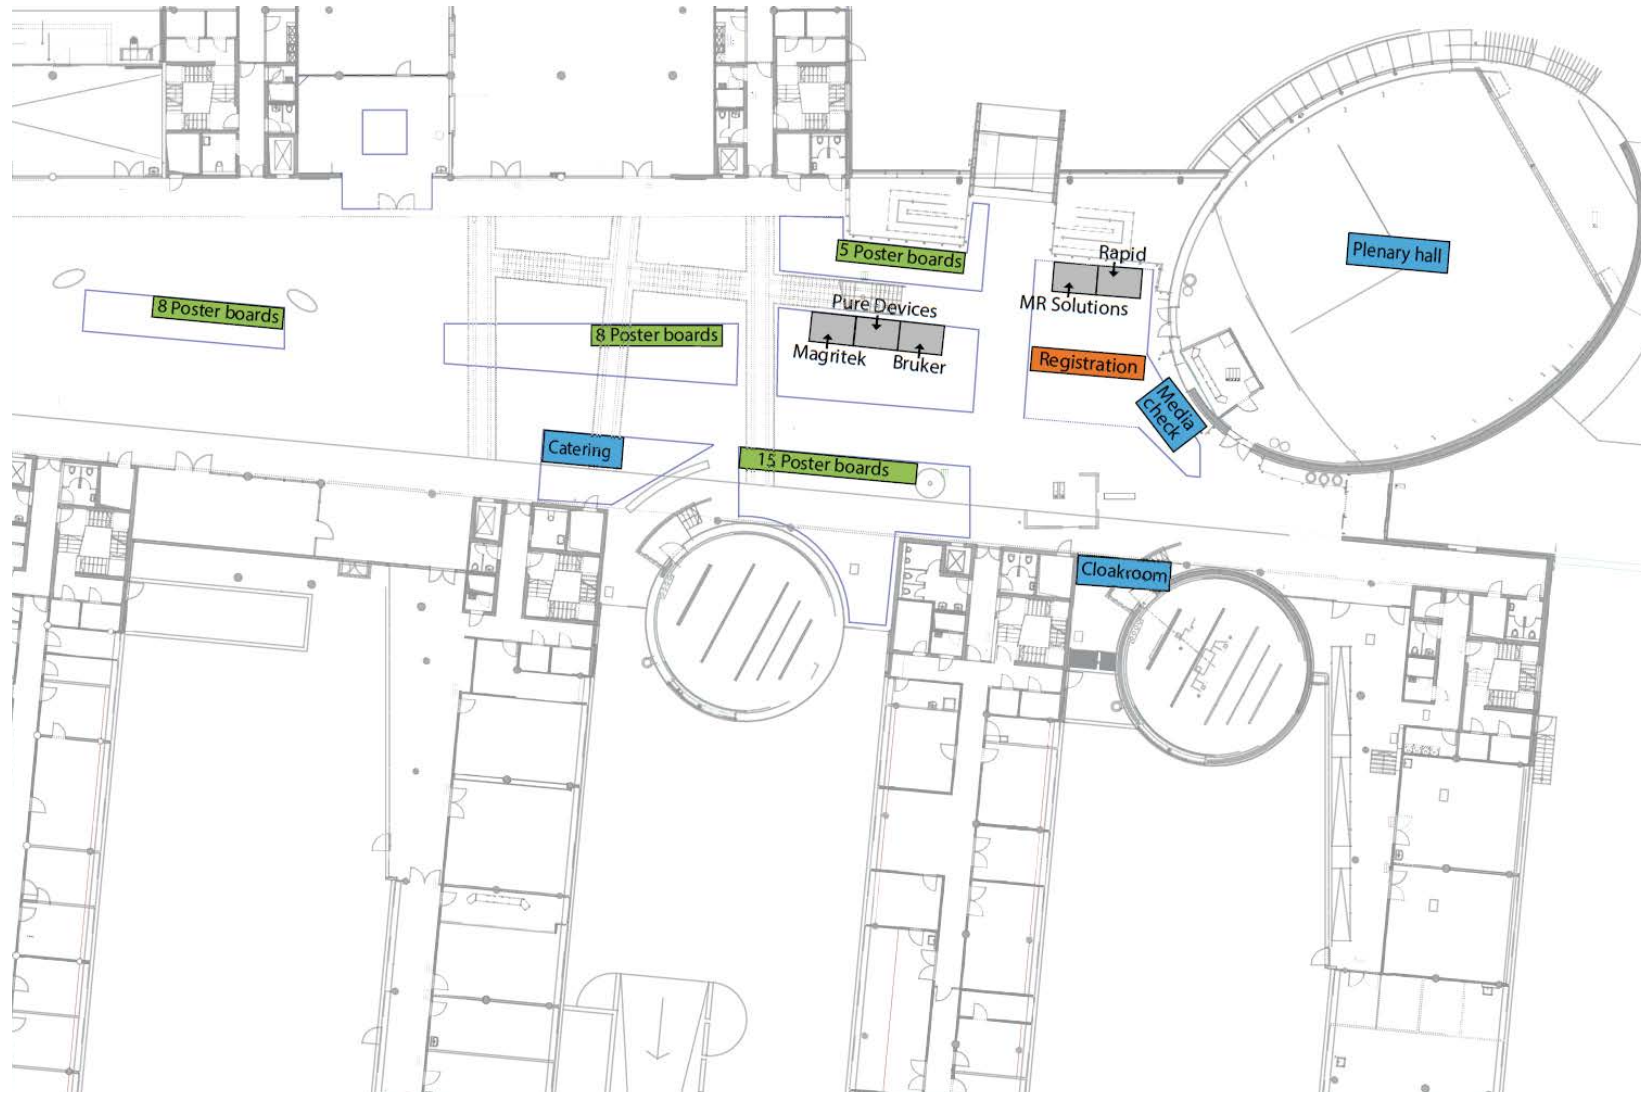 Plenary hall
5 Poster boards
Rapid
MR Solutions
8 Poster boards
Pure Devices
8 Poster boards
Magritek
Bruker
Registration
Media
check
Catering
15 Poster boards
Cloakroom